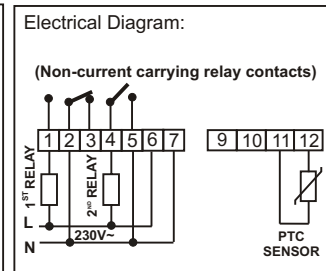 Electrical Diagram:
(Non-current carrying relay contacts)
1 2 3 4 5 6 7
9 10 11 12
1ST RELAY
2ND RELAY
L
230V~
N
PTC
SENSOR